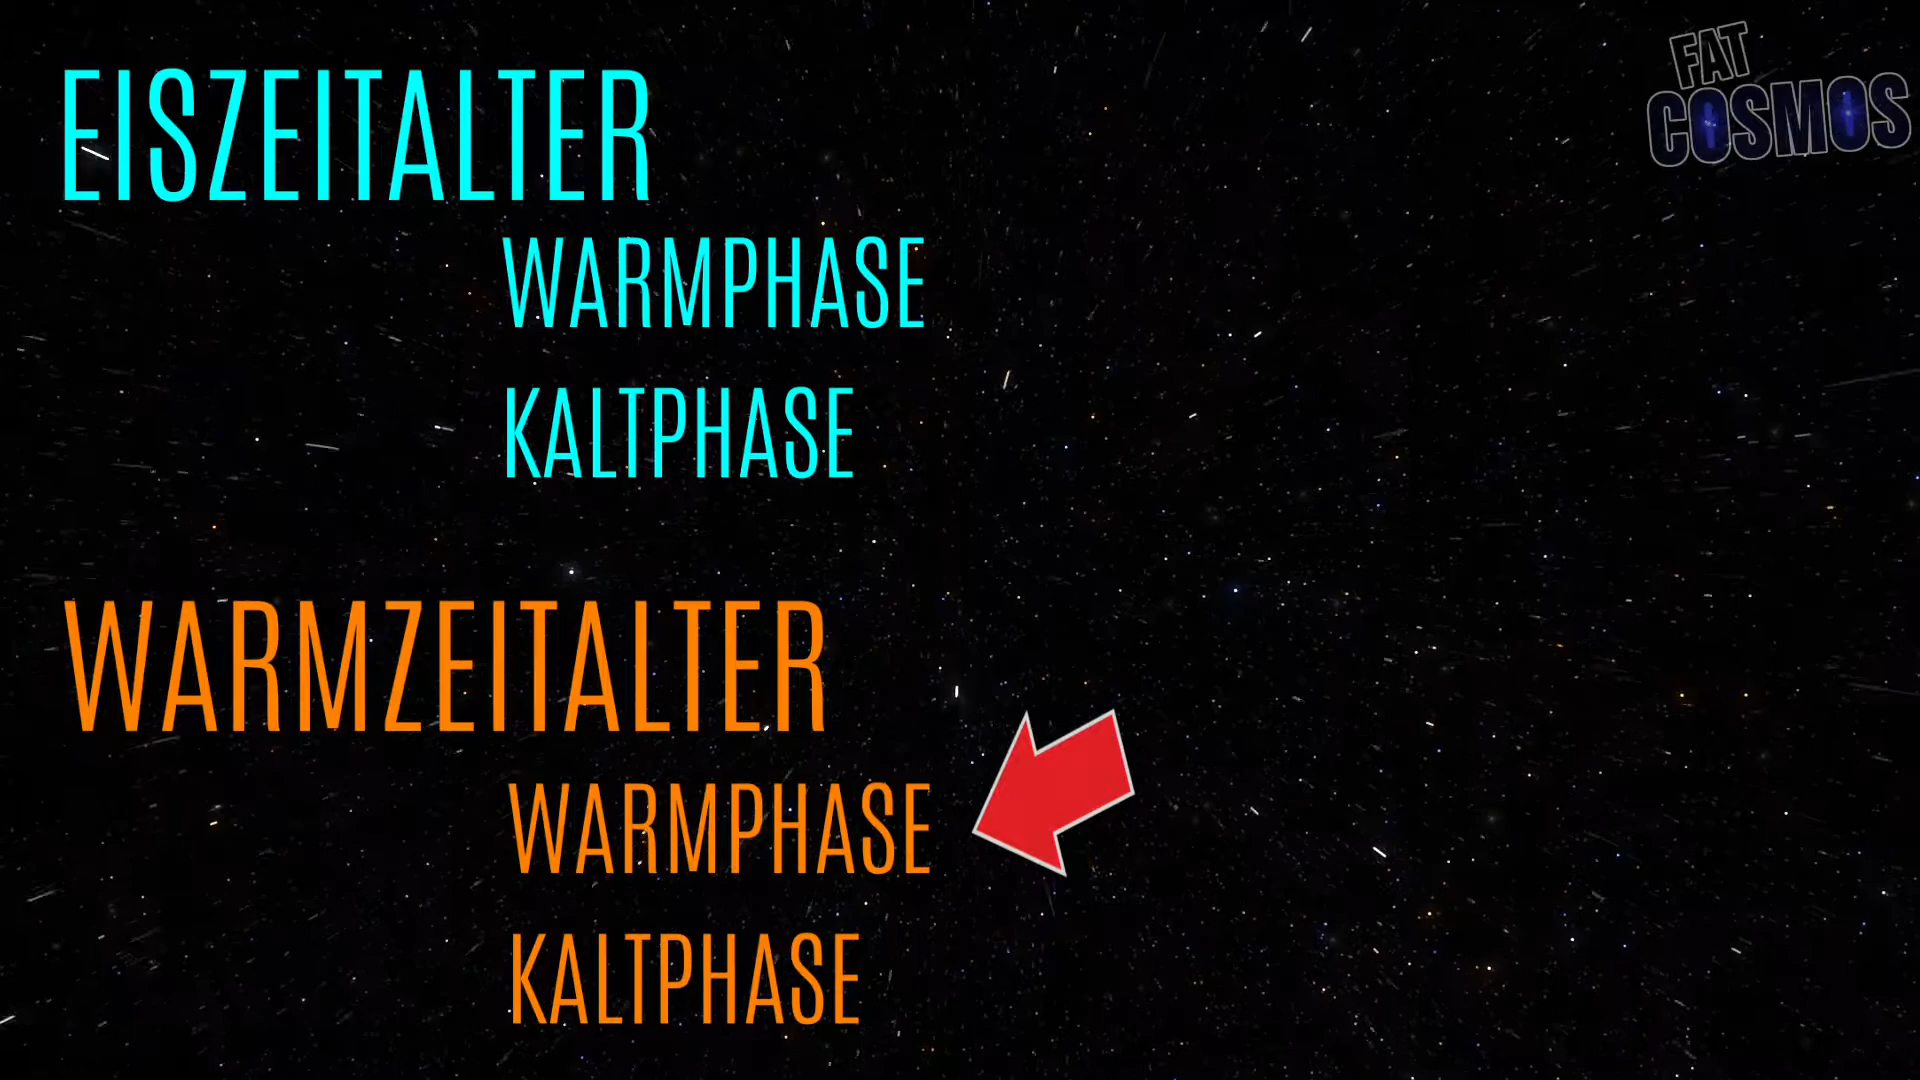 EISZEITALTER
WARMPHASE
KALTPHASE
WARMZEITALTER
WARMPHASE
KALTPHASE
FAT
COSMOS